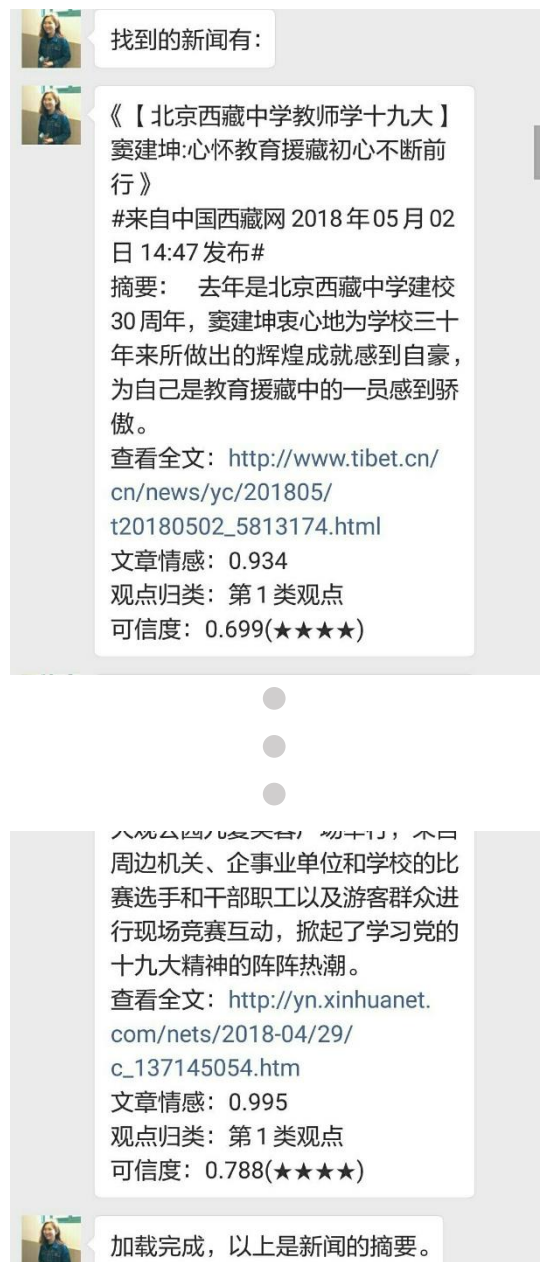 找到的新闻有：
《【北京西藏中学教师学十九大】
窦建坤:心怀教育援藏初心不断前
行》
#来自中国西藏网 2018年05月02
日 14:47发布#
摘要： 去年是北京西藏中学建校
30周年，窦建坤衷心地为学校三十
年来所做出的辉煌成就感到自豪，
为自己是教育援藏中的一员感到骄
傲。
查看全文：http://www.tibet.cn/
cn/news/yc/201805/
t20180502_5813174.html
文章情感：0.934
观点归类：第1类观点
可信度：0.699(★★★★)
周边机关、企事业单位和学校的比
赛选手和干部职工以及游客群众进
行现场竞赛互动，掀起了学习党的
十九大精神的阵阵热潮。
查看全文：http://yn.xinhuanet.
com/nets/2018-04/29/
c_137145054.htm
文章情感：0.995
观点归类：第1类观点
可信度：0.788(★★★★)
加载完成，以上是新闻的摘要。